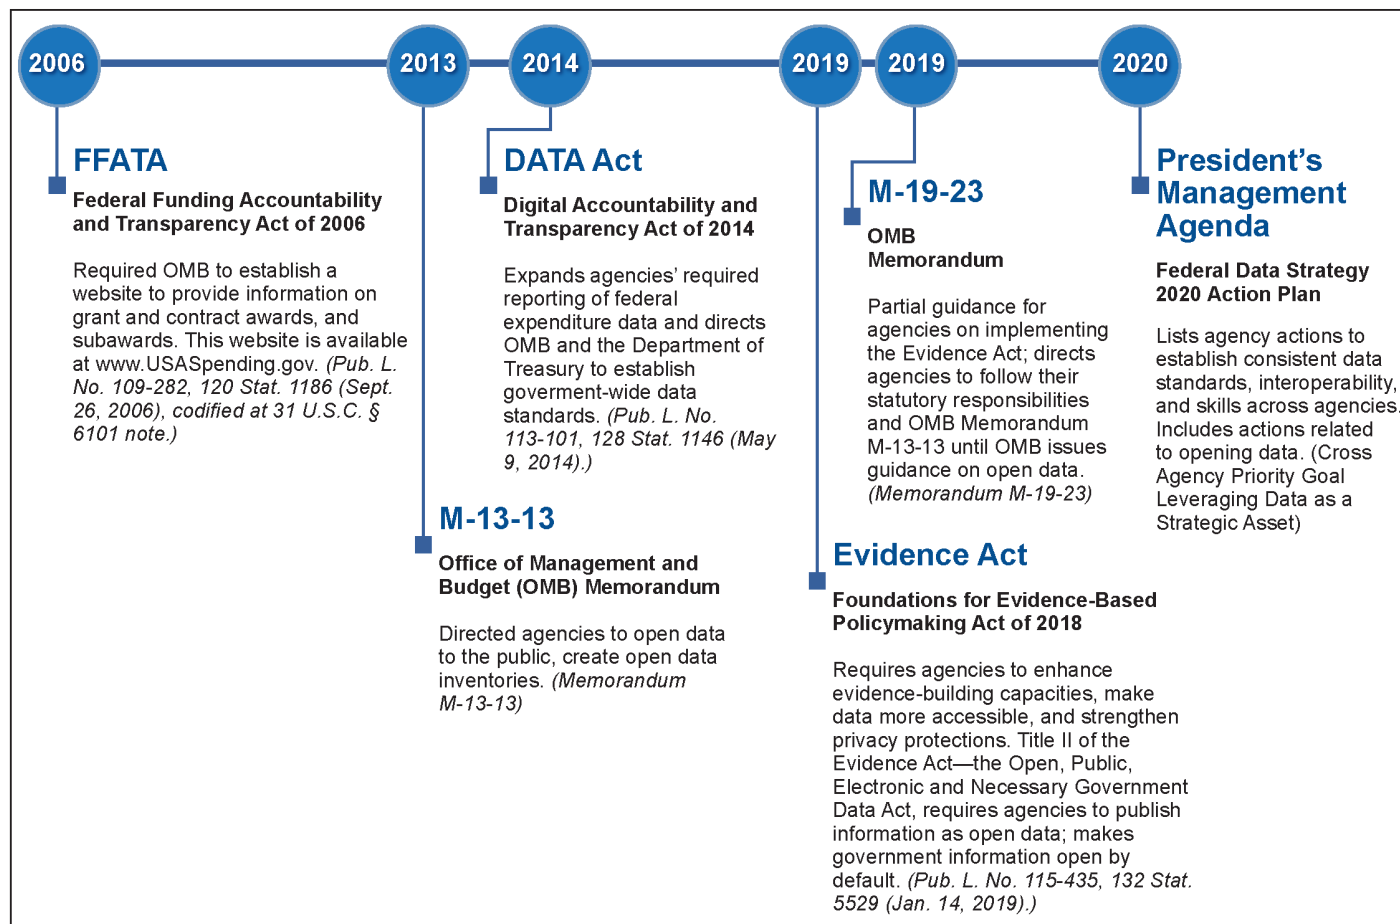 2006
2013
2014
2019
2019
2020
FFATA
Federal Funding Accountability
and Transparency Act of 2006
Required OMB to establish a
website to provide information on
grant and contract awards, and
subawards. This website is available
at www.USASpending.gov. (Pub. L.
No. 109-282, 120 Stat. 1186 (Sept.
26, 2006), codified at 31 U.S.C. §
6101 note.)
M-13-13
Office of Management and
Budget (OMB) Memorandum
Directed agencies to open data
to the public, create open data
inventories. (Memorandum
M-13-13)
DATA Act
Digital Accountability and
Transparency Act of 2014
Expands agencies’ required
reporting of federal
expenditure data and directs
OMB and the Department of
Treasury to establish
goverment-wide data
standards. (Pub. L. No.
113-101, 128 Stat. 1146 (May
9, 2014).)
Evidence Act
Foundations for Evidence-Based
Policymaking Act of 2018
Requires agencies to enhance
evidence-building capacities, make
data more accessible, and strengthen
privacy protections. Title II of the
Evidence Act—the Open, Public,
Electronic and Necessary Government
Data Act, requires agencies to publish
information as open data; makes
government information open by
default. (Pub. L. No. 115-435, 132 Stat.
5529 (Jan. 14, 2019).)
M-19-23
OMB
Memorandum
Partial guidance for
agencies on implementing
the Evidence Act; directs
agencies to follow their
statutory responsibilities
and OMB Memorandum
M-13-13 until OMB issues
guidance on open data.
(Memorandum M-19-23)
President’s
Management
Agenda
Federal Data Strategy
2020 Action Plan
Lists agency actions to
establish consistent data
standards, interoperability,
and skills across agencies.
Includes actions related
to opening data. (Cross
Agency Priority Goal
Leveraging Data as a
Strategic Asset)